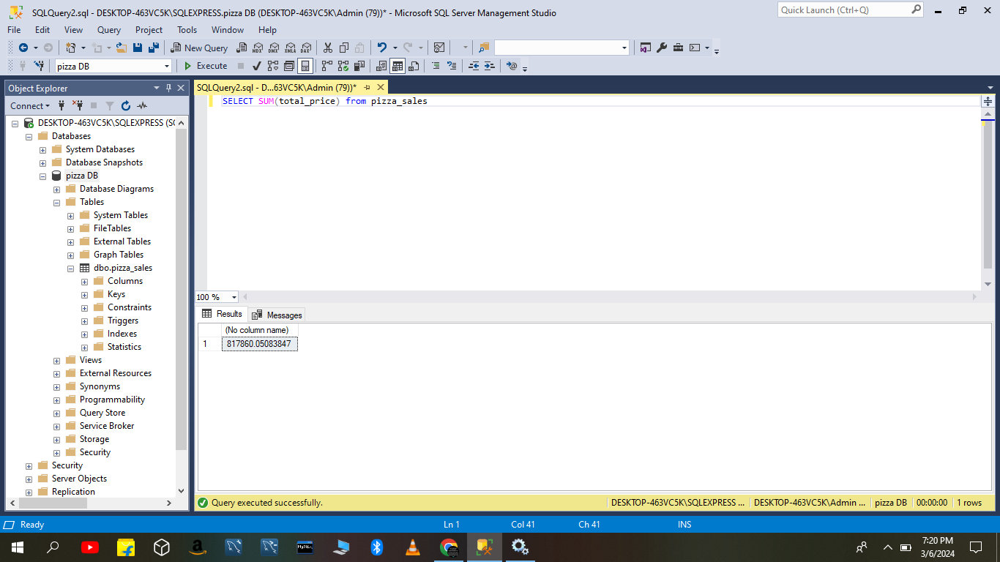 SQLQuery2.sql - DESKTOP-463VC5K\SQLEXPRESS.pizza DB (DESKTOP-463VC5K\Admin (79))* - Microsoft SQL Server Management Studio
Quick Launch (Ctrl+Q)
File Edit View Query Project Tools Window Help
New Query MDX DMX XMLA DAX
pizza DB Execute
Object Explorer
SQLQuery2.sql - D...63VC5K\Admin (79))*
Connect
SELECT SUM(total_price) from pizza_sales
DESKTOP-463VC5K\SQLEXPRESS (S
Databases
System Databases
Database Snapshots
pizza DB
Database Diagrams
Tables
System Tables
FileTables
External Tables
Graph Tables
dbo.pizza_sales
Columns
Keys
Constraints
Triggers
Indexes
Statistics
Views
External Resources
Synonyms
Programmability
Query Store
Service Broker
Storage
Security
Security
Server Objects
Replication
100 %
Results Messages
(No column name)
1 817860.05083847
Query executed successfully. DESKTOP-463VC5K\SQLEXPRESS ... DESKTOP-463VC5K\Admin ... pizza DB 00:00:00 1 rows
Ready Ln 1 Col 41 Ch 41 INS
MySQL
7:20 PM
3/6/2024